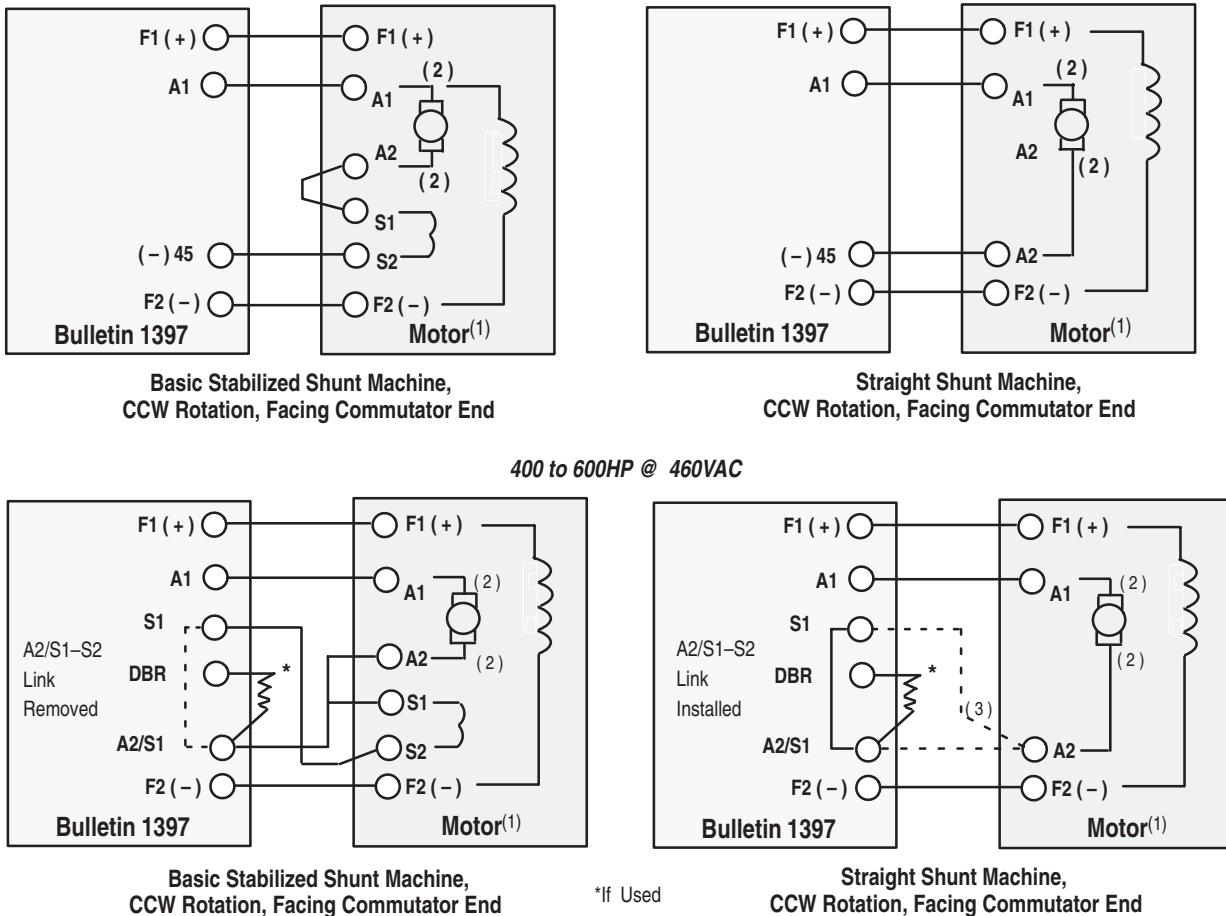 F1 ( + )
A1
( – ) 45
F2 ( – )
Bulletin 1397
F1 ( + )
( 2 )
A1
A2
( 2 )
S1
S2
F2 ( – )
Motor(1)
Basic Stabilized Shunt Machine,
CCW Rotation, Facing Commutator End
F1 ( + )
A1
( – ) 45
F2 ( – )
Bulletin 1397
F1 ( + )
( 2 )
A1
A2
( 2 )
A2
F2 ( – )
Motor(1)
Straight Shunt Machine,
CCW Rotation, Facing Commutator End
400 to 600HP @ 460VAC
F1 ( + )
A1
S1
A2/S1–S2
Link
Removed
DBR
*
A2/S1
F2 ( – )
Bulletin 1397
F1 ( + )
A1
( 2 )
A2
( 2 )
S1
S2
F2 ( – )
Motor(1)
Basic Stabilized Shunt Machine,
CCW Rotation, Facing Commutator End
*If Used
F1 ( + )
A1
S1
A2/S1–S2
Link
Installed
DBR
*
A2/S1
F2 ( – )
Bulletin 1397
( 3 )
F1 ( + )
A1
( 2 )
( 2 )
A2
F2 ( – )
Motor(1)
Straight Shunt Machine,
CCW Rotation, Facing Commutator End